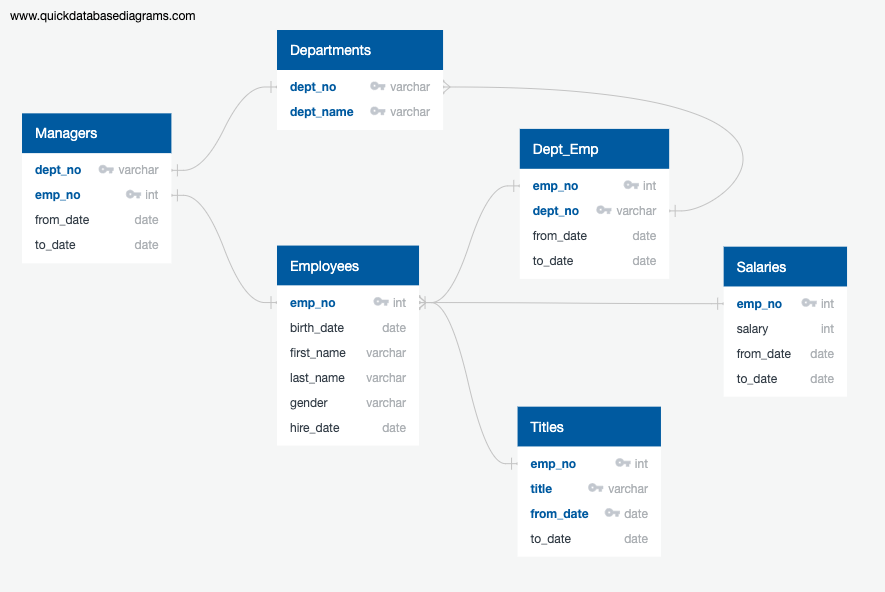 www.quickdatabasediagrams.com
Departments
dept_no varchar
dept_name varchar
Managers
dept_no varchar
emp_no int
from_date date
to_date date
Dept_Emp
emp_no int
dept_no varchar
from_date date
to_date date
Employees
emp_no int
birth_date date
first_name varchar
last_name varchar
gender varchar
hire_date date
Salaries
emp_no int
salary int
from_date date
to_date date
Titles
emp_no int
title varchar
from_date date
to_date date